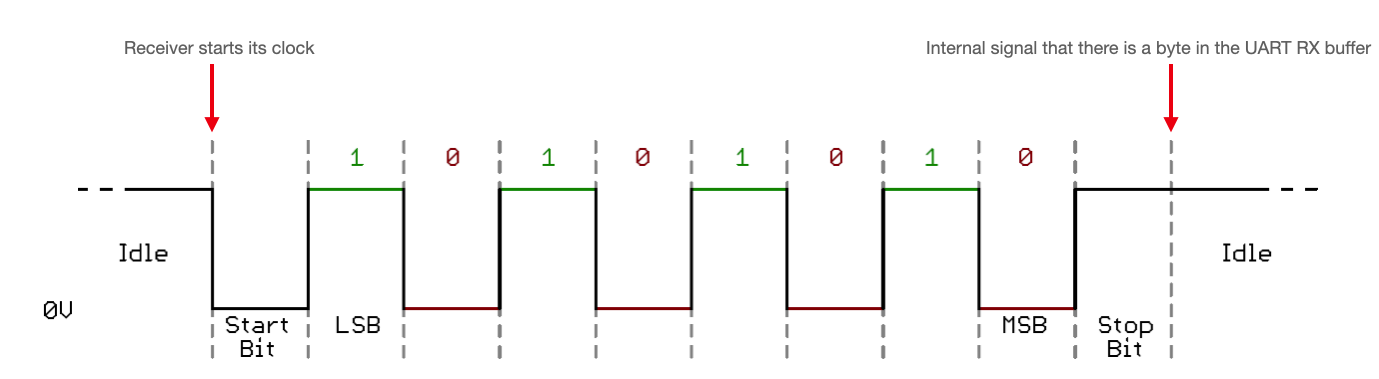 Receiver starts its clock
Internal signal that there is a byte in the UART RX buffer
1 0 1 0 1 0 1 0
Idle
Idle
0V
Start
Bit
LSB
MSB
Stop
Bit